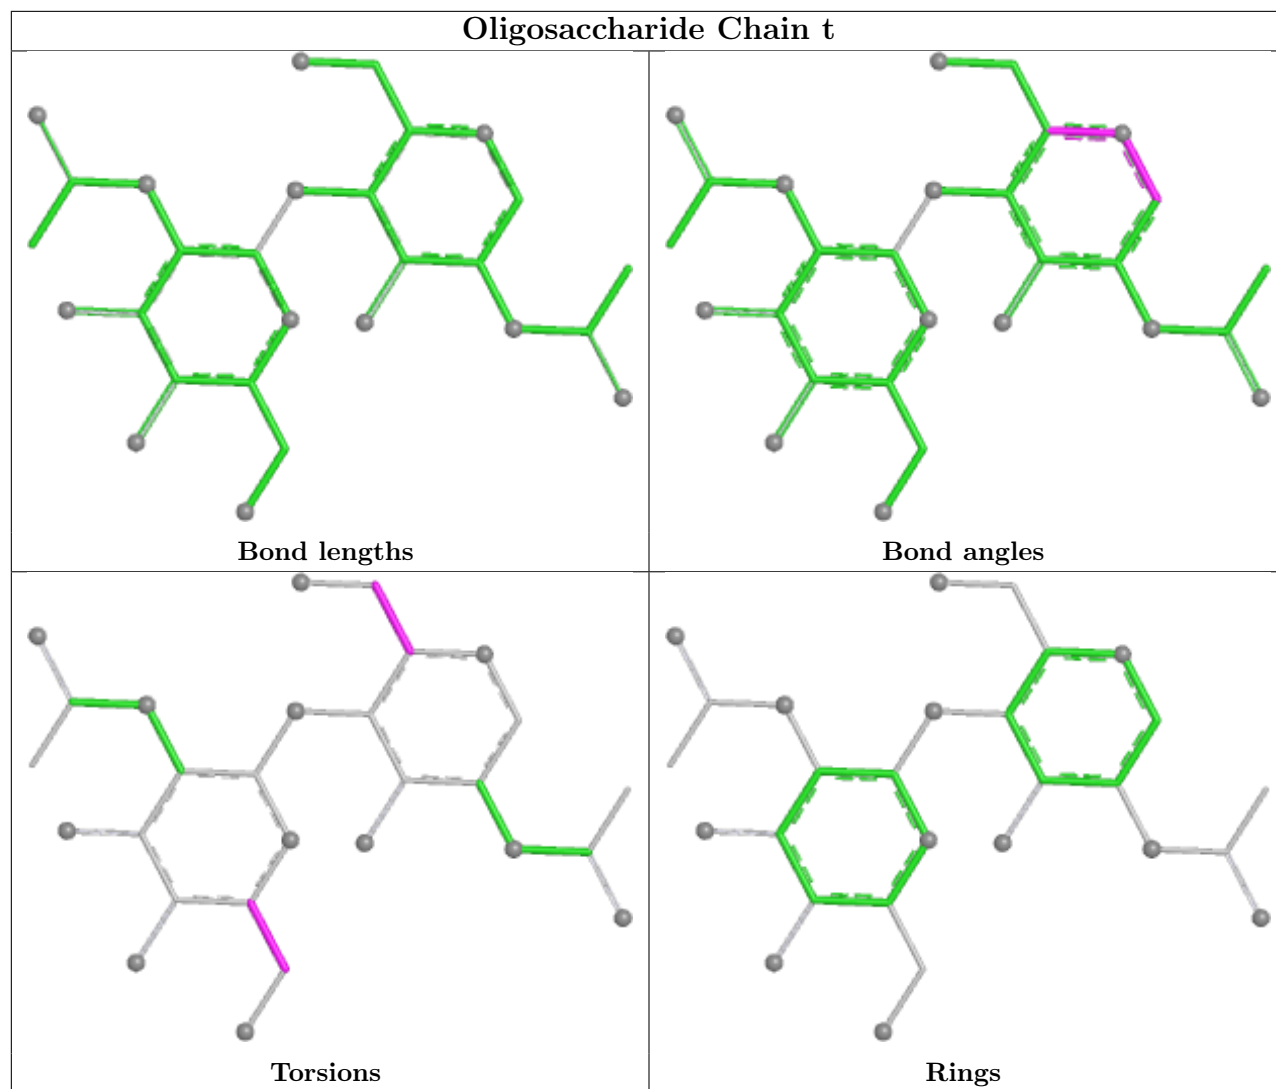 Oligosaccharide Chain t
Bond lengths
Bond angles
Torsions
Rings